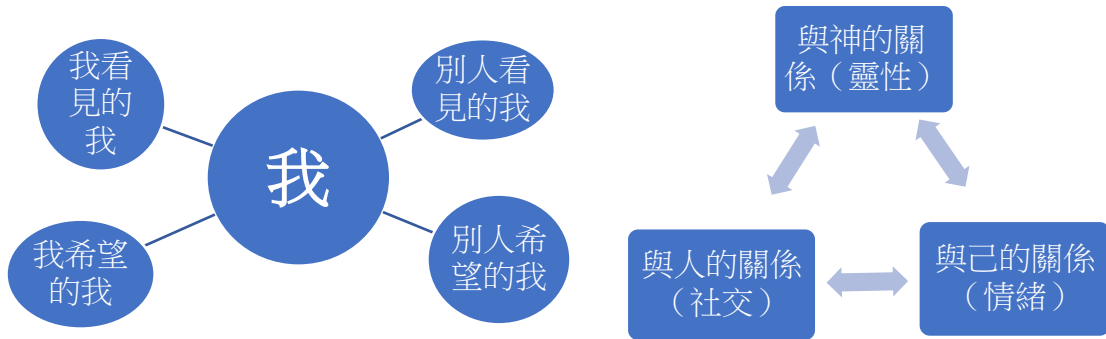 我看
見的
我
別人看
見的我
我
我希望
的我
別人希
望的我
與神的關
係（靈性）
與人的關係
（社交）
與己的關係
（情緒）